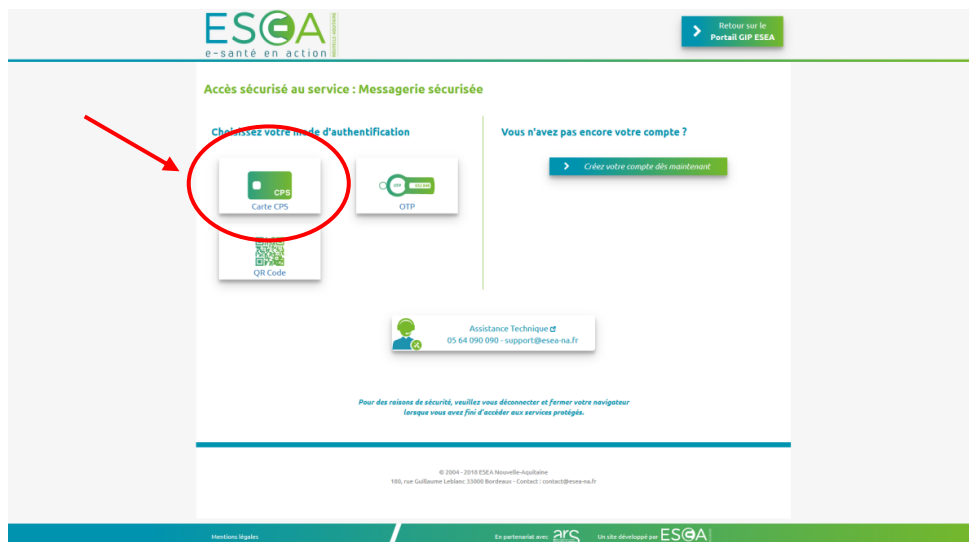 ESEA
NOUVELLE-AQUITAINE
e-santé en action
Retour sur le
Portail GIP ESEA
Accès sécurisé au service : Messagerie sécurisée
Choisissez votre mode d'authentification
CPS
Carte CPS
OTP
OTP
QR Code
Vous n'avez pas encore votre compte ?
Créez votre compte dès maintenant
Assistance Technique
05 64 090 090 - support@esea-na.fr
Pour des raisons de sécurité, veuillez vous déconnecter et fermer votre navigateur
lorsque vous avez fini d'accéder aux services protégés.
© 2004 - 2018 ESEA Nouvelle-Aquitaine
180, rue Guillaume Leblanc 33000 Bordeaux - Contact : contact@esea-na.fr
Mentions légales
En partenariat avec ars
Un site développé par ESEA